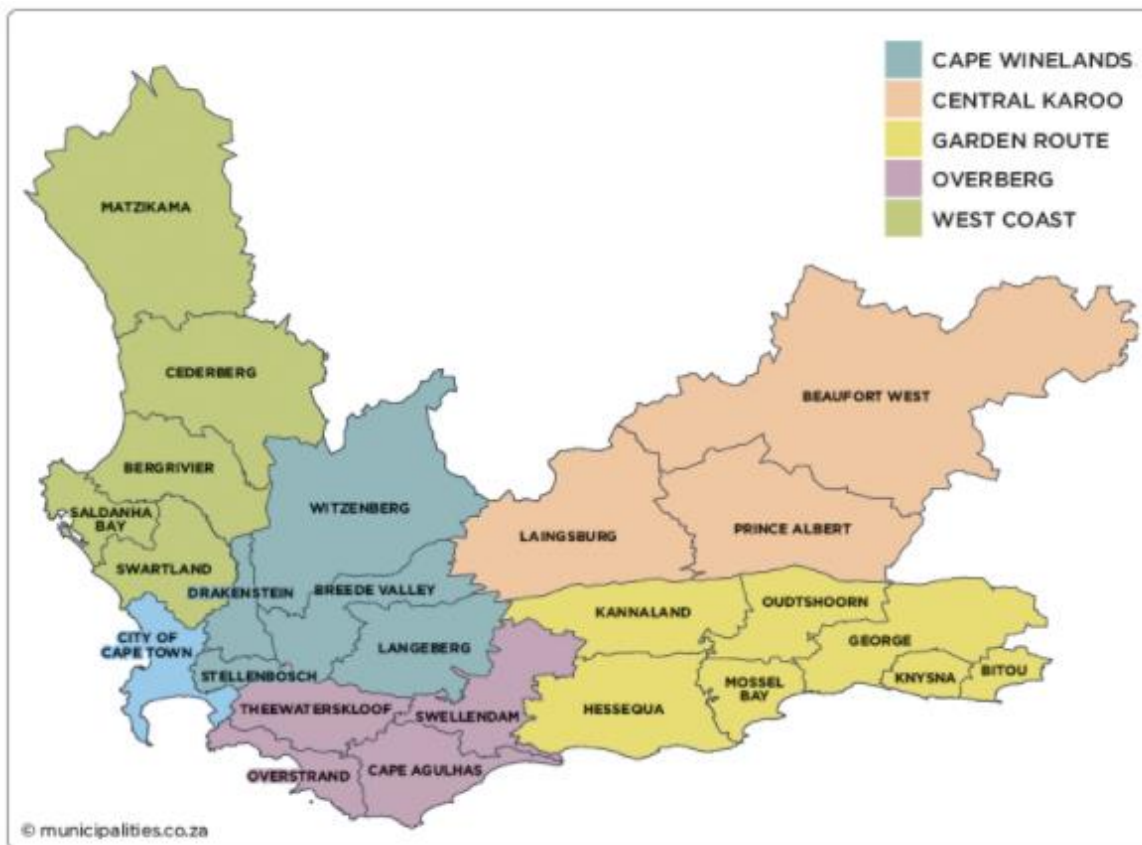 CAPE WINELANDS
CENTRAL KAROO
GARDEN ROUTE
OVERBERG
WEST COAST
MATZIKAMA
CEDERBERG
BEAUFORT WEST
BERGRIVIER
WITZENBERG
SALDANHA
BAY
LAINGSBURG
PRINCE ALBERT
SWARTLAND
DRAKENSTEIN
BREEDE VALLEY
KANNALAND
OUDTSHOORN
CITY OF
CAPE TOWN
LANGEBERG
GEORGE
STELLENBOSCH
KNYSNA
BITOU
THEEWATERSKLOOF
SWELLENDAM
HESSEQUA
MOSSEL
BAY
OVERSTRAND
CAPE AGULHAS
© municipalities.co.za